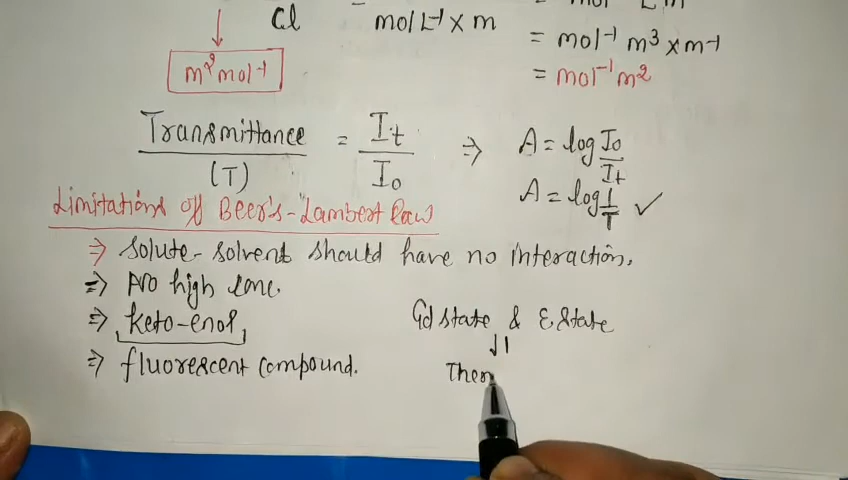 Cl
mol L⁻¹ × m
= mol⁻¹ m³ × m⁻¹
m² mol⁻¹
= mol⁻¹ m²
Transmittance / (T) = It / I0 ⇒ A = log I0/It
A = log 1/T ✓
Limitations of Beer's-Lambert law
⇒ Solute-Solvent should have no interaction.
⇒ No high conc.
⇒ Keto-enol
Gd state & E.State
⇒ fluorescent compound.
Ther